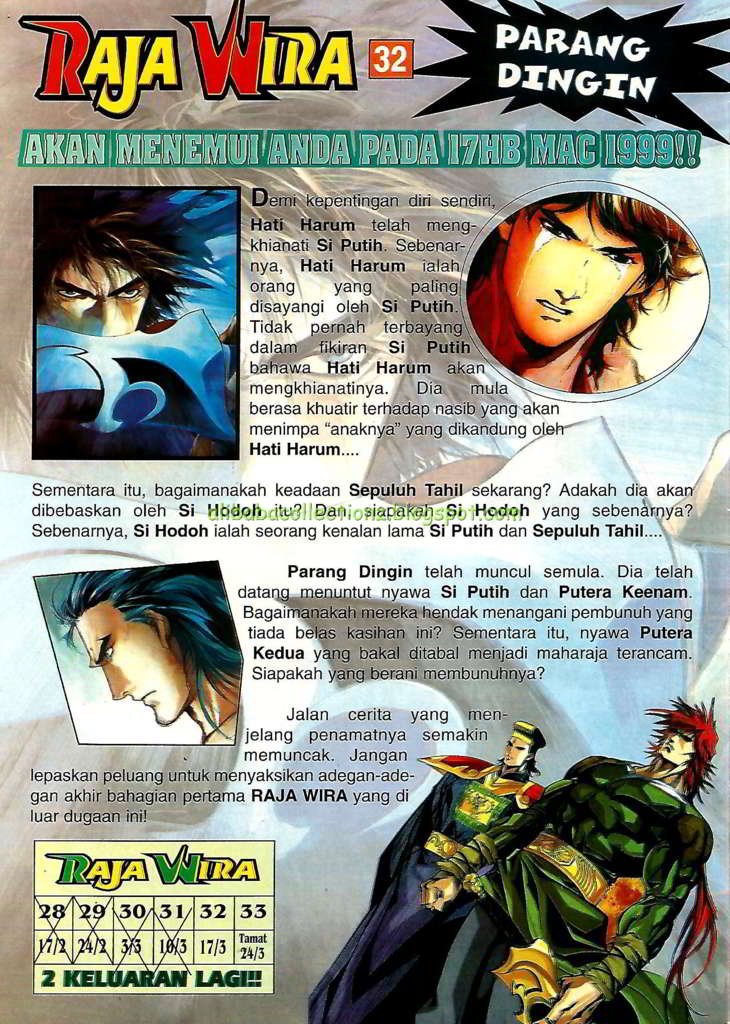 RAJA WIRA 32
PARANG
DINGIN
AKAN MENEMUI ANDA PADA 17HB MAC 1999!!
Demi kepentingan diri sendiri,
Hati Harum telah meng-
khianati Si Putih. Sebenar-
nya, Hati Harum ialah
orang yang paling
disayangi oleh Si Putih.
Tidak pernah terbayang
dalam fikiran Si Putih
bahawa Hati Harum akan
mengkhianatinya. Dia mula
berasa khuatir terhadap nasib yang akan
menimpa "anaknya" yang dikandung oleh
Hati Harum....
Sementara itu, bagaimanakah keadaan Sepuluh Tahil sekarang? Adakah dia akan
dibebaskan oleh Si Hodoh itu? Dan, siapakah Si Hodoh yang sebenarnya?
alibabacollections.blogspot.com
Sebenarnya, Si Hodoh ialah seorang kenalan lama Si Putih dan Sepuluh Tahil....
Parang Dingin telah muncul semula. Dia telah
datang menuntut nyawa Si Putih dan Putera Keenam.
Bagaimanakah mereka hendak menangani pembunuh yang
tiada belas kasihan ini? Sementara itu, nyawa Putera
Kedua yang bakal ditabal menjadi maharaja terancam.
Siapakah yang berani membunuhnya?
Jalan cerita yang men-
jelang penamatnya semakin
memuncak. Jangan
lepaskan peluang untuk menyaksikan adegan-ade-
gan akhir bahagian pertama RAJA WIRA yang di
luar dugaan ini!
RAJA WIRA
28 29 30 31 32 33
17/2 24/2 3/3 10/3 17/3 Tamat 24/3
2 KELUARAN LAGI!!